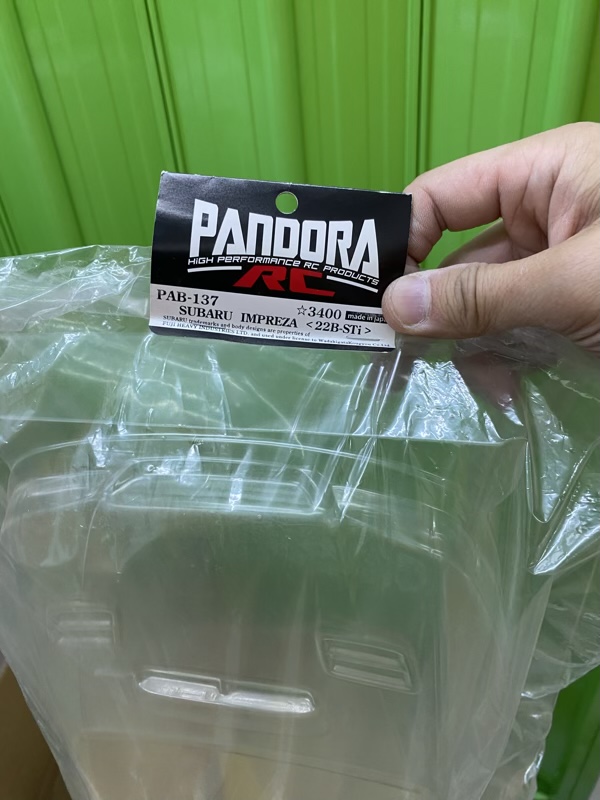 PANDORA
HIGH PERFORMANCE RC PRODUCTS
RC
PAB-137 ☆3400 made in jap
SUBARU IMPREZA <22B-STi>
SUBARU trademarks and body designs are properties of
FUJI HEAVY INDUSTRIES LTD. and used under license to